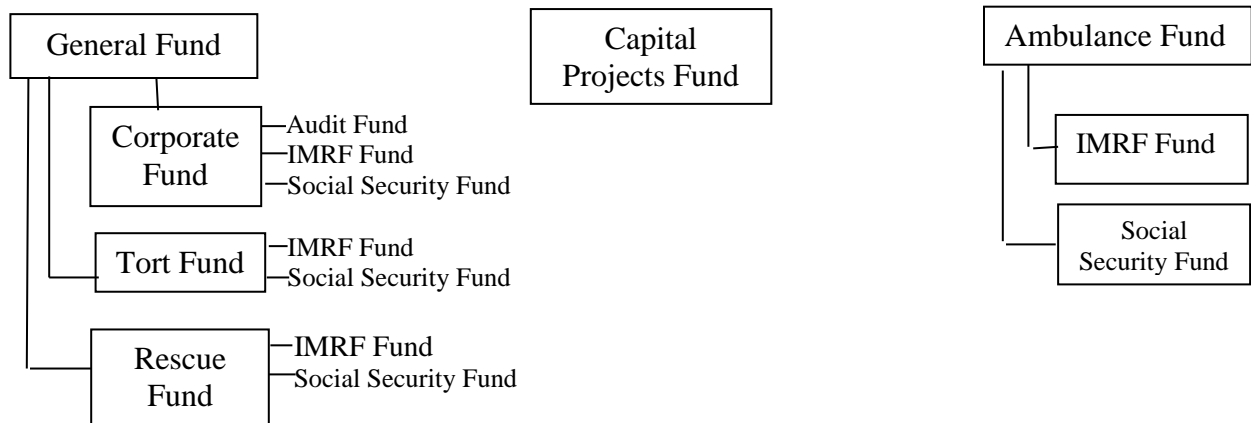 General Fund
Capital
Projects Fund
Ambulance Fund
Corporate
Fund
Audit Fund
IMRF Fund
Social Security Fund
IMRF Fund
Tort Fund
IMRF Fund
Social Security Fund
Social
Security Fund
Rescue
Fund
IMRF Fund
Social Security Fund